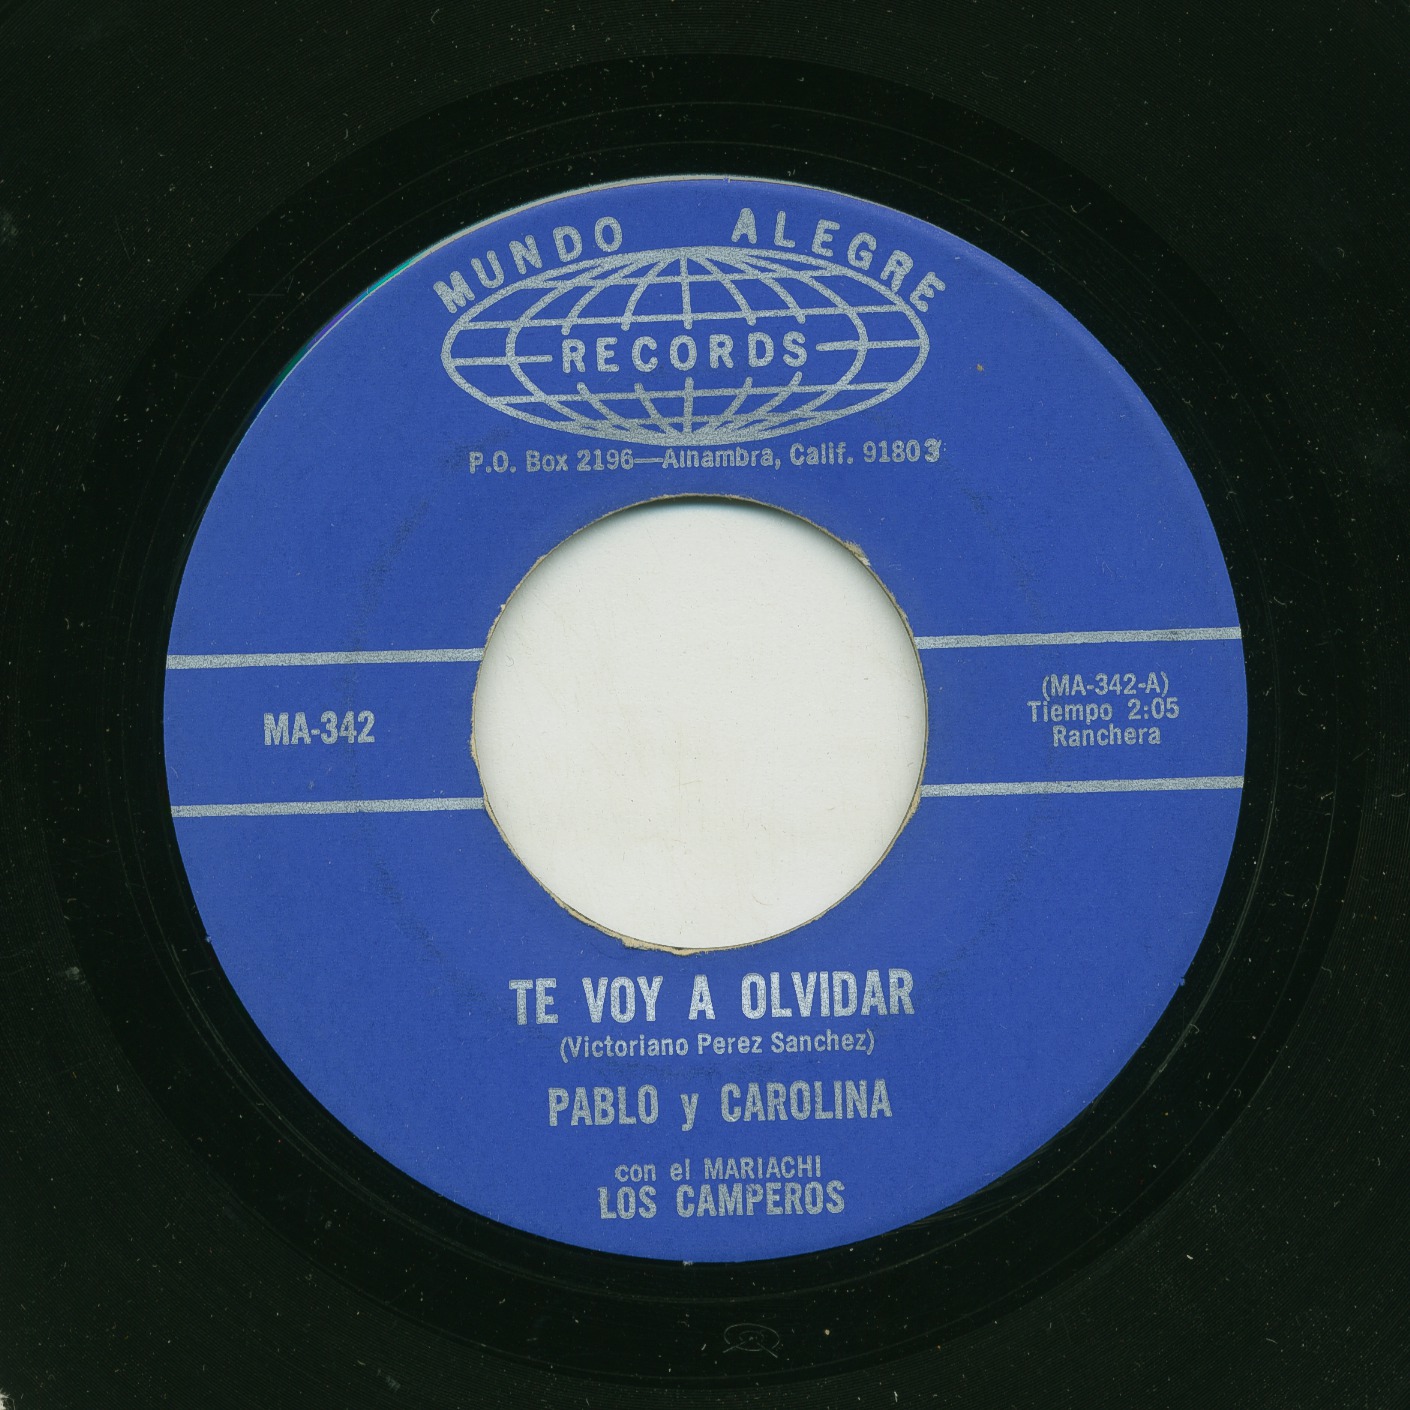 MUNDO ALEGRE
RECORDS
P.O. Box 2196—Alhambra, Calif. 91803
MA-342
(MA-342-A)
Tiempo 2:05
Ranchera
TE VOY A OLVIDAR
(Victoriano Perez Sanchez)
PABLO y CAROLINA
con el MARIACHI
LOS CAMPEROS